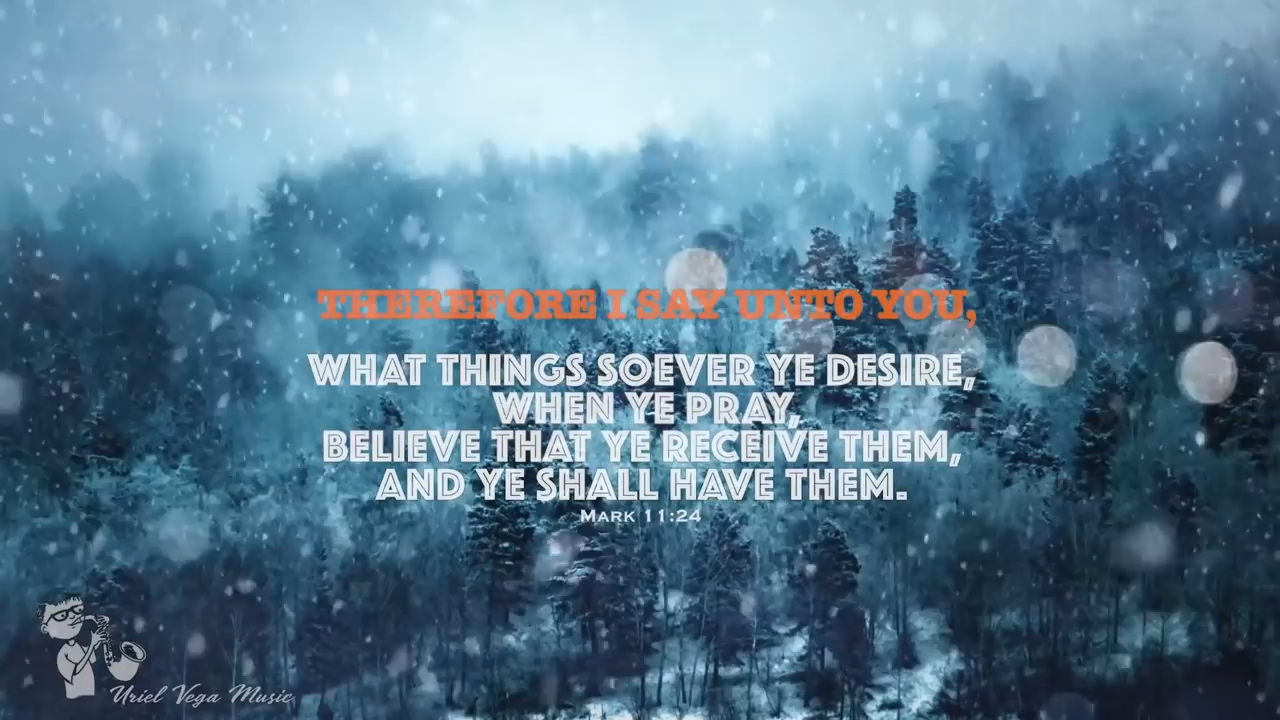 THEREFORE I SAY UNTO YOU,
WHAT THINGS SOEVER YE DESIRE,
WHEN YE PRAY,
BELIEVE THAT YE RECEIVE THEM,
AND YE SHALL HAVE THEM.
MARK 11:24
Uriel Vega Music